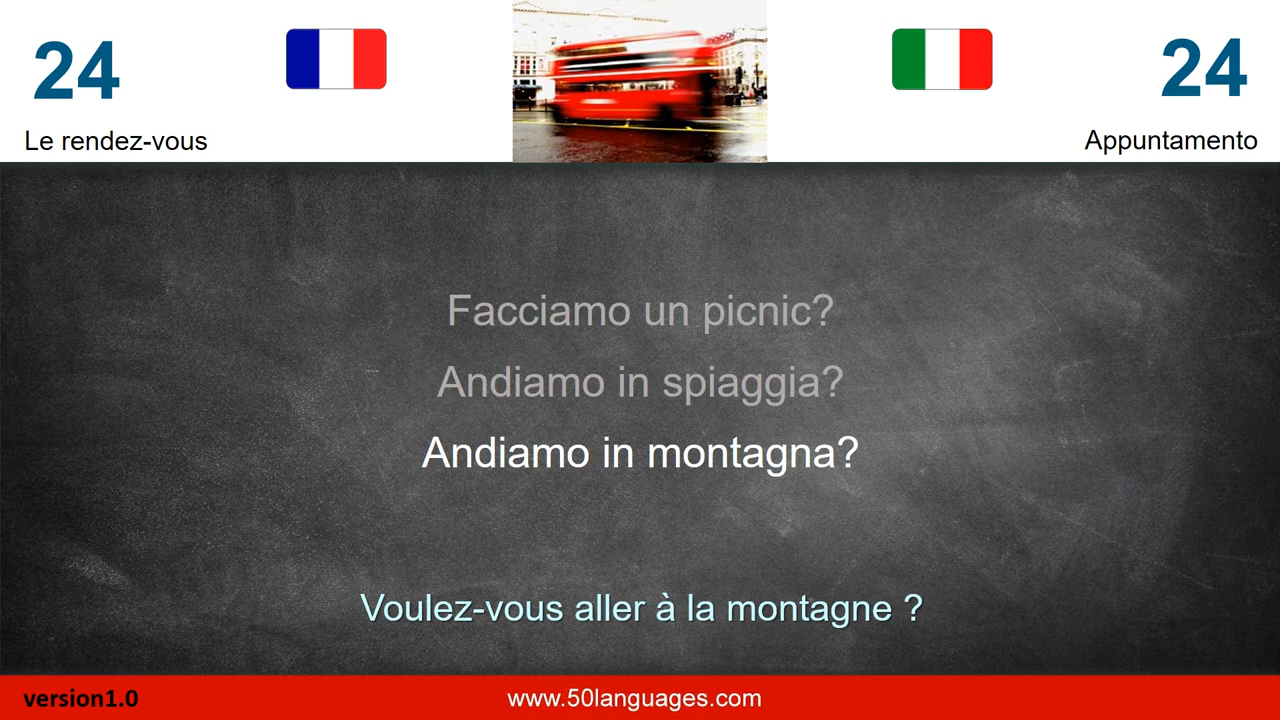 24
24
Le rendez-vous
Appuntamento
Facciamo un picnic?
Andiamo in spiaggia?
Andiamo in montagna?
Voulez-vous aller à la montagne ?
version1.0
www.50languages.com